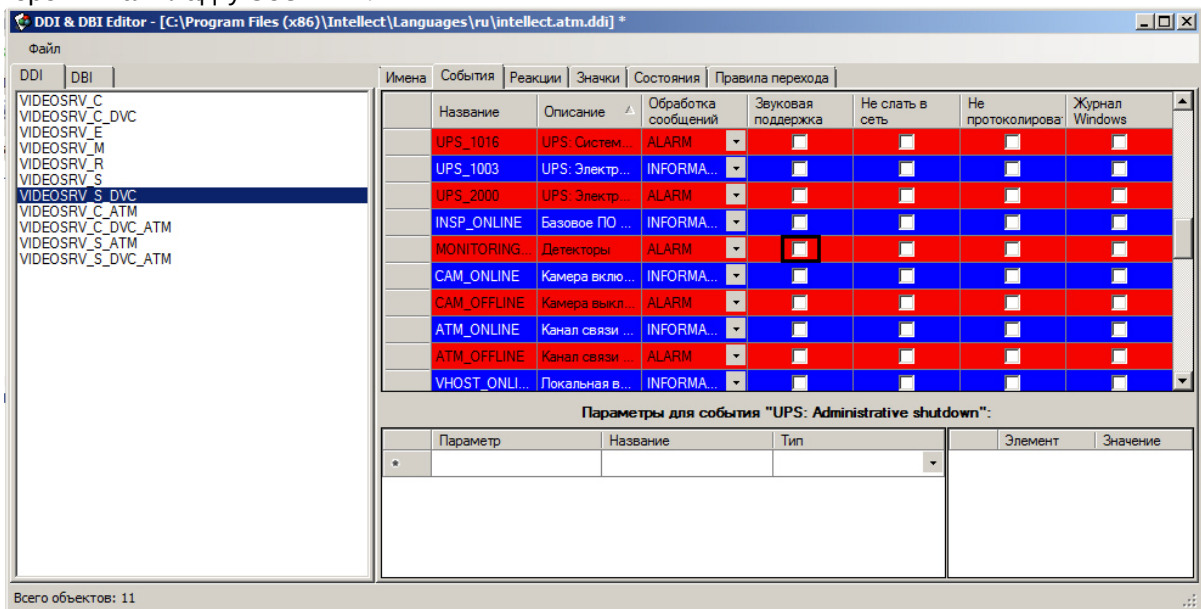 DDI & DBI Editor - [C:\Program Files (x86)\Intellect\Languages\ru\intellect.atm.ddi] *
Файл
DDI DBI
Имена События Реакции Значки Состояния Правила перехода
VIDEOSRV_C
VIDEOSRV_C_DVC
VIDEOSRV_E
VIDEOSRV_M
VIDEOSRV_R
VIDEOSRV_S
VIDEOSRV_S_DVC
VIDEOSRV_C_ATM
VIDEOSRV_C_DVC_ATM
VIDEOSRV_S_ATM
VIDEOSRV_S_DVC_ATM
Название Описание Обработка сообщений Звуковая поддержка Не слать в сеть Не протоколирова Журнал Windows
UPS_1016 UPS: Систем... ALARM
UPS_1003 UPS: Электр... INFORMA...
UPS_2000 UPS: Электр... ALARM
INSP_ONLINE Базовое ПО ... INFORMA...
MONITORING... Детекторы ALARM
CAM_ONLINE Камера вклю... INFORMA...
CAM_OFFLINE Камера выкл... ALARM
ATM_ONLINE Канал связи ... INFORMA...
ATM_OFFLINE Канал связи ... ALARM
VHOST_ONLI... Локальная в... INFORMA...
Параметры для события "UPS: Administrative shutdown":
Параметр Название Тип Элемент Значение
Всего объектов: 11